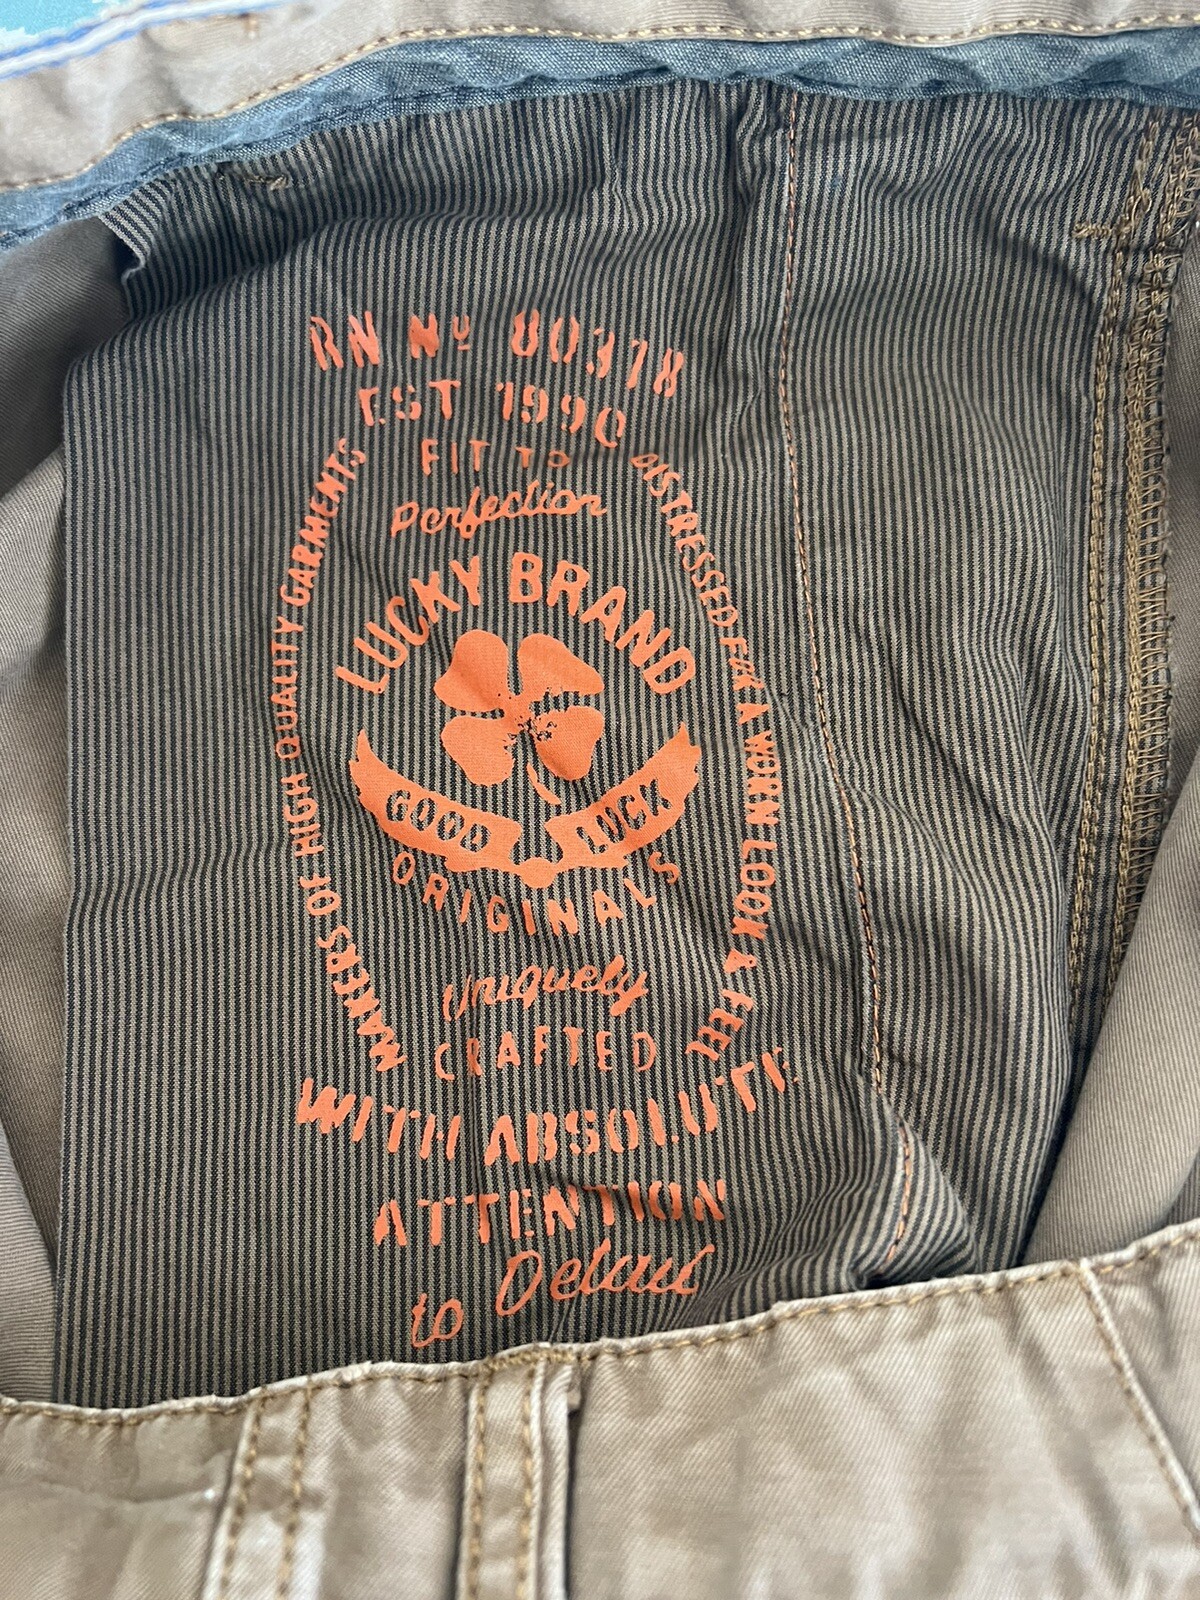 RN Nº 80318
EST 1990
FIT TO
perfection
MAKERS OF HIGH QUALITY GARMENTS
DISTRESSED FOR A WORN LOOK & FEEL
LUCKY BRAND
GOOD LUCK
ORIGINALS
Uniquely
CRAFTED
WITH ABSOLUTE
ATTENTION
to Detail